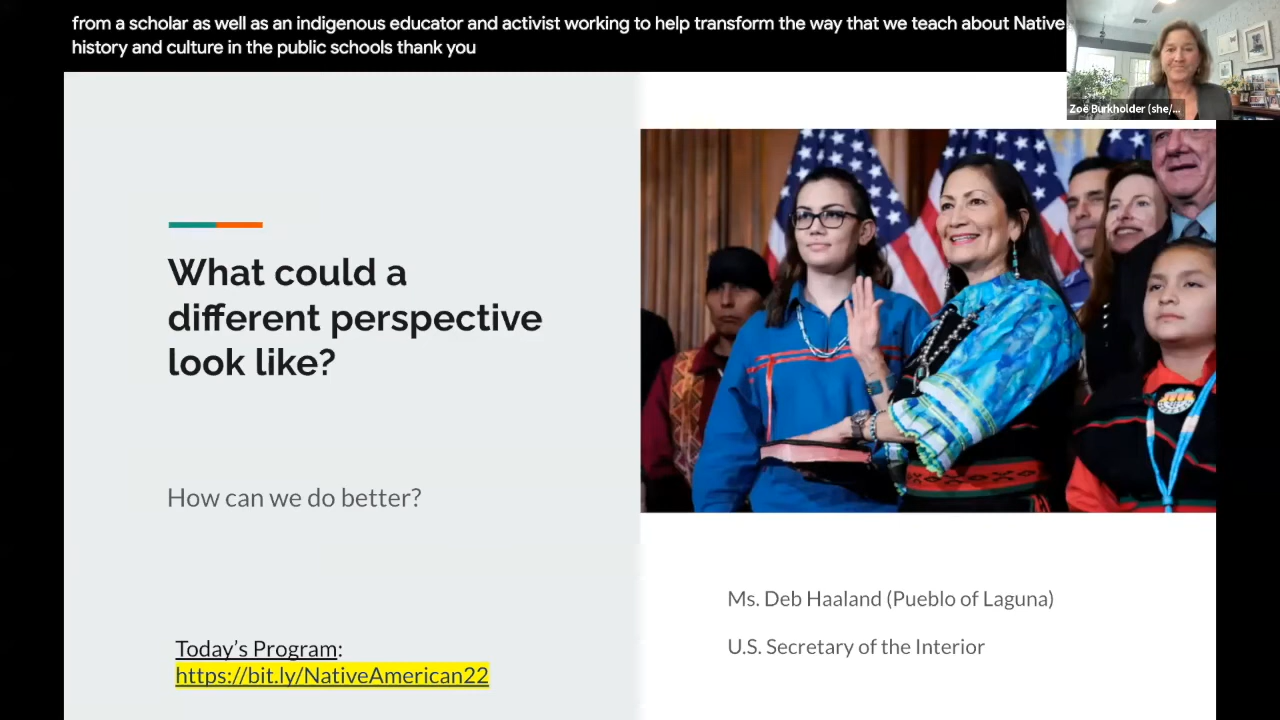 from a scholar as well as an indigenous educator and activist working to help transform the way that we teach about Native
history and culture in the public schools thank you
Zoë Burkholder (she/...
What could a
different perspective
look like?
How can we do better?
Today's Program:
https://bit.ly/NativeAmerican22
Ms. Deb Haaland (Pueblo of Laguna)
U.S. Secretary of the Interior